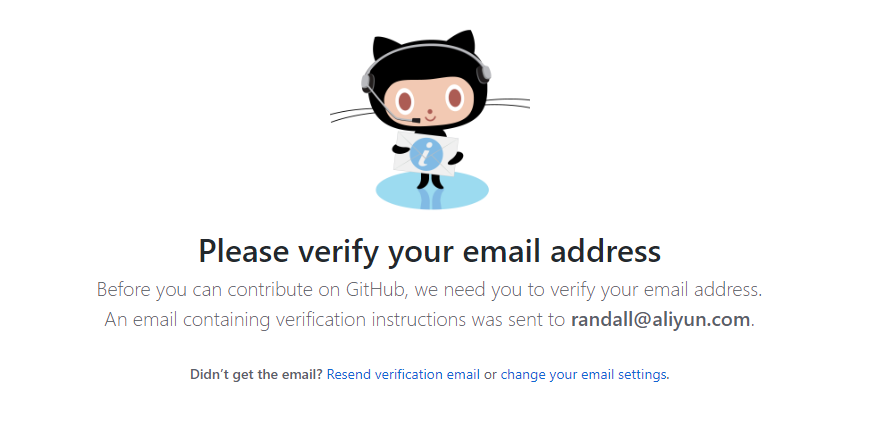 i
Please verify your email address
Before you can contribute on GitHub, we need you to verify your email address.
An email containing verification instructions was sent to randall@aliyun.com.
Didn’t get the email? Resend verification email or change your email settings.